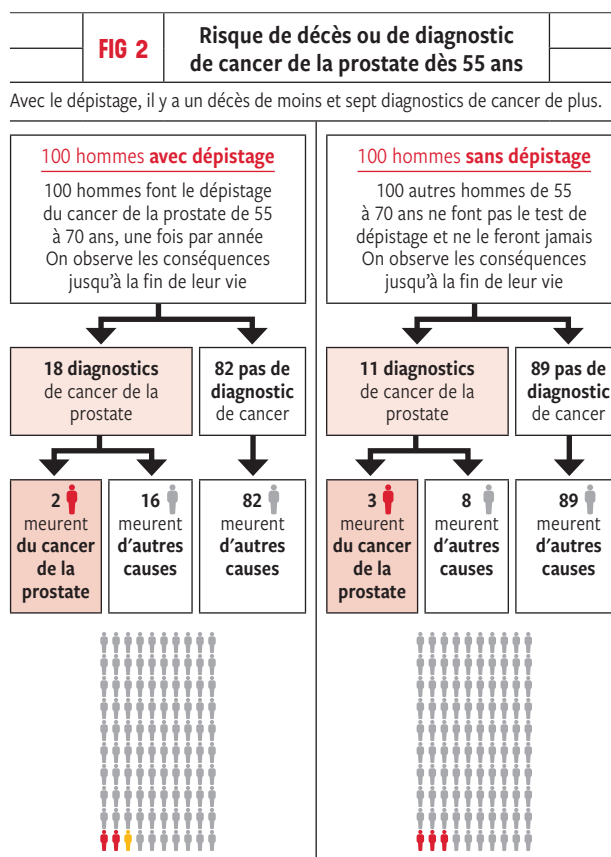 FIG 2
Risque de décès ou de diagnostic
de cancer de la prostate dès 55 ans
Avec le dépistage, il y a un décès de moins et sept diagnostics de cancer de plus.
100 hommes avec dépistage
100 hommes font le dépistage
du cancer de la prostate de 55
à 70 ans, une fois par année
On observe les conséquences
jusqu'à la fin de leur vie
18 diagnostics
de cancer de la
prostate
82 pas de
diagnostic
de cancer
2
meurent
du cancer
de la
prostate
16
meurent
d'autres
causes
82
meurent
d'autres
causes
100 hommes sans dépistage
100 autres hommes de 55
à 70 ans ne font pas le test de
dépistage et ne le feront jamais
On observe les conséquences
jusqu'à la fin de leur vie
11 diagnostics
de cancer de la
prostate
89 pas de
diagnostic
de cancer
3
meurent
du cancer
de la
prostate
8
meurent
d'autres
causes
89
meurent
d'autres
causes